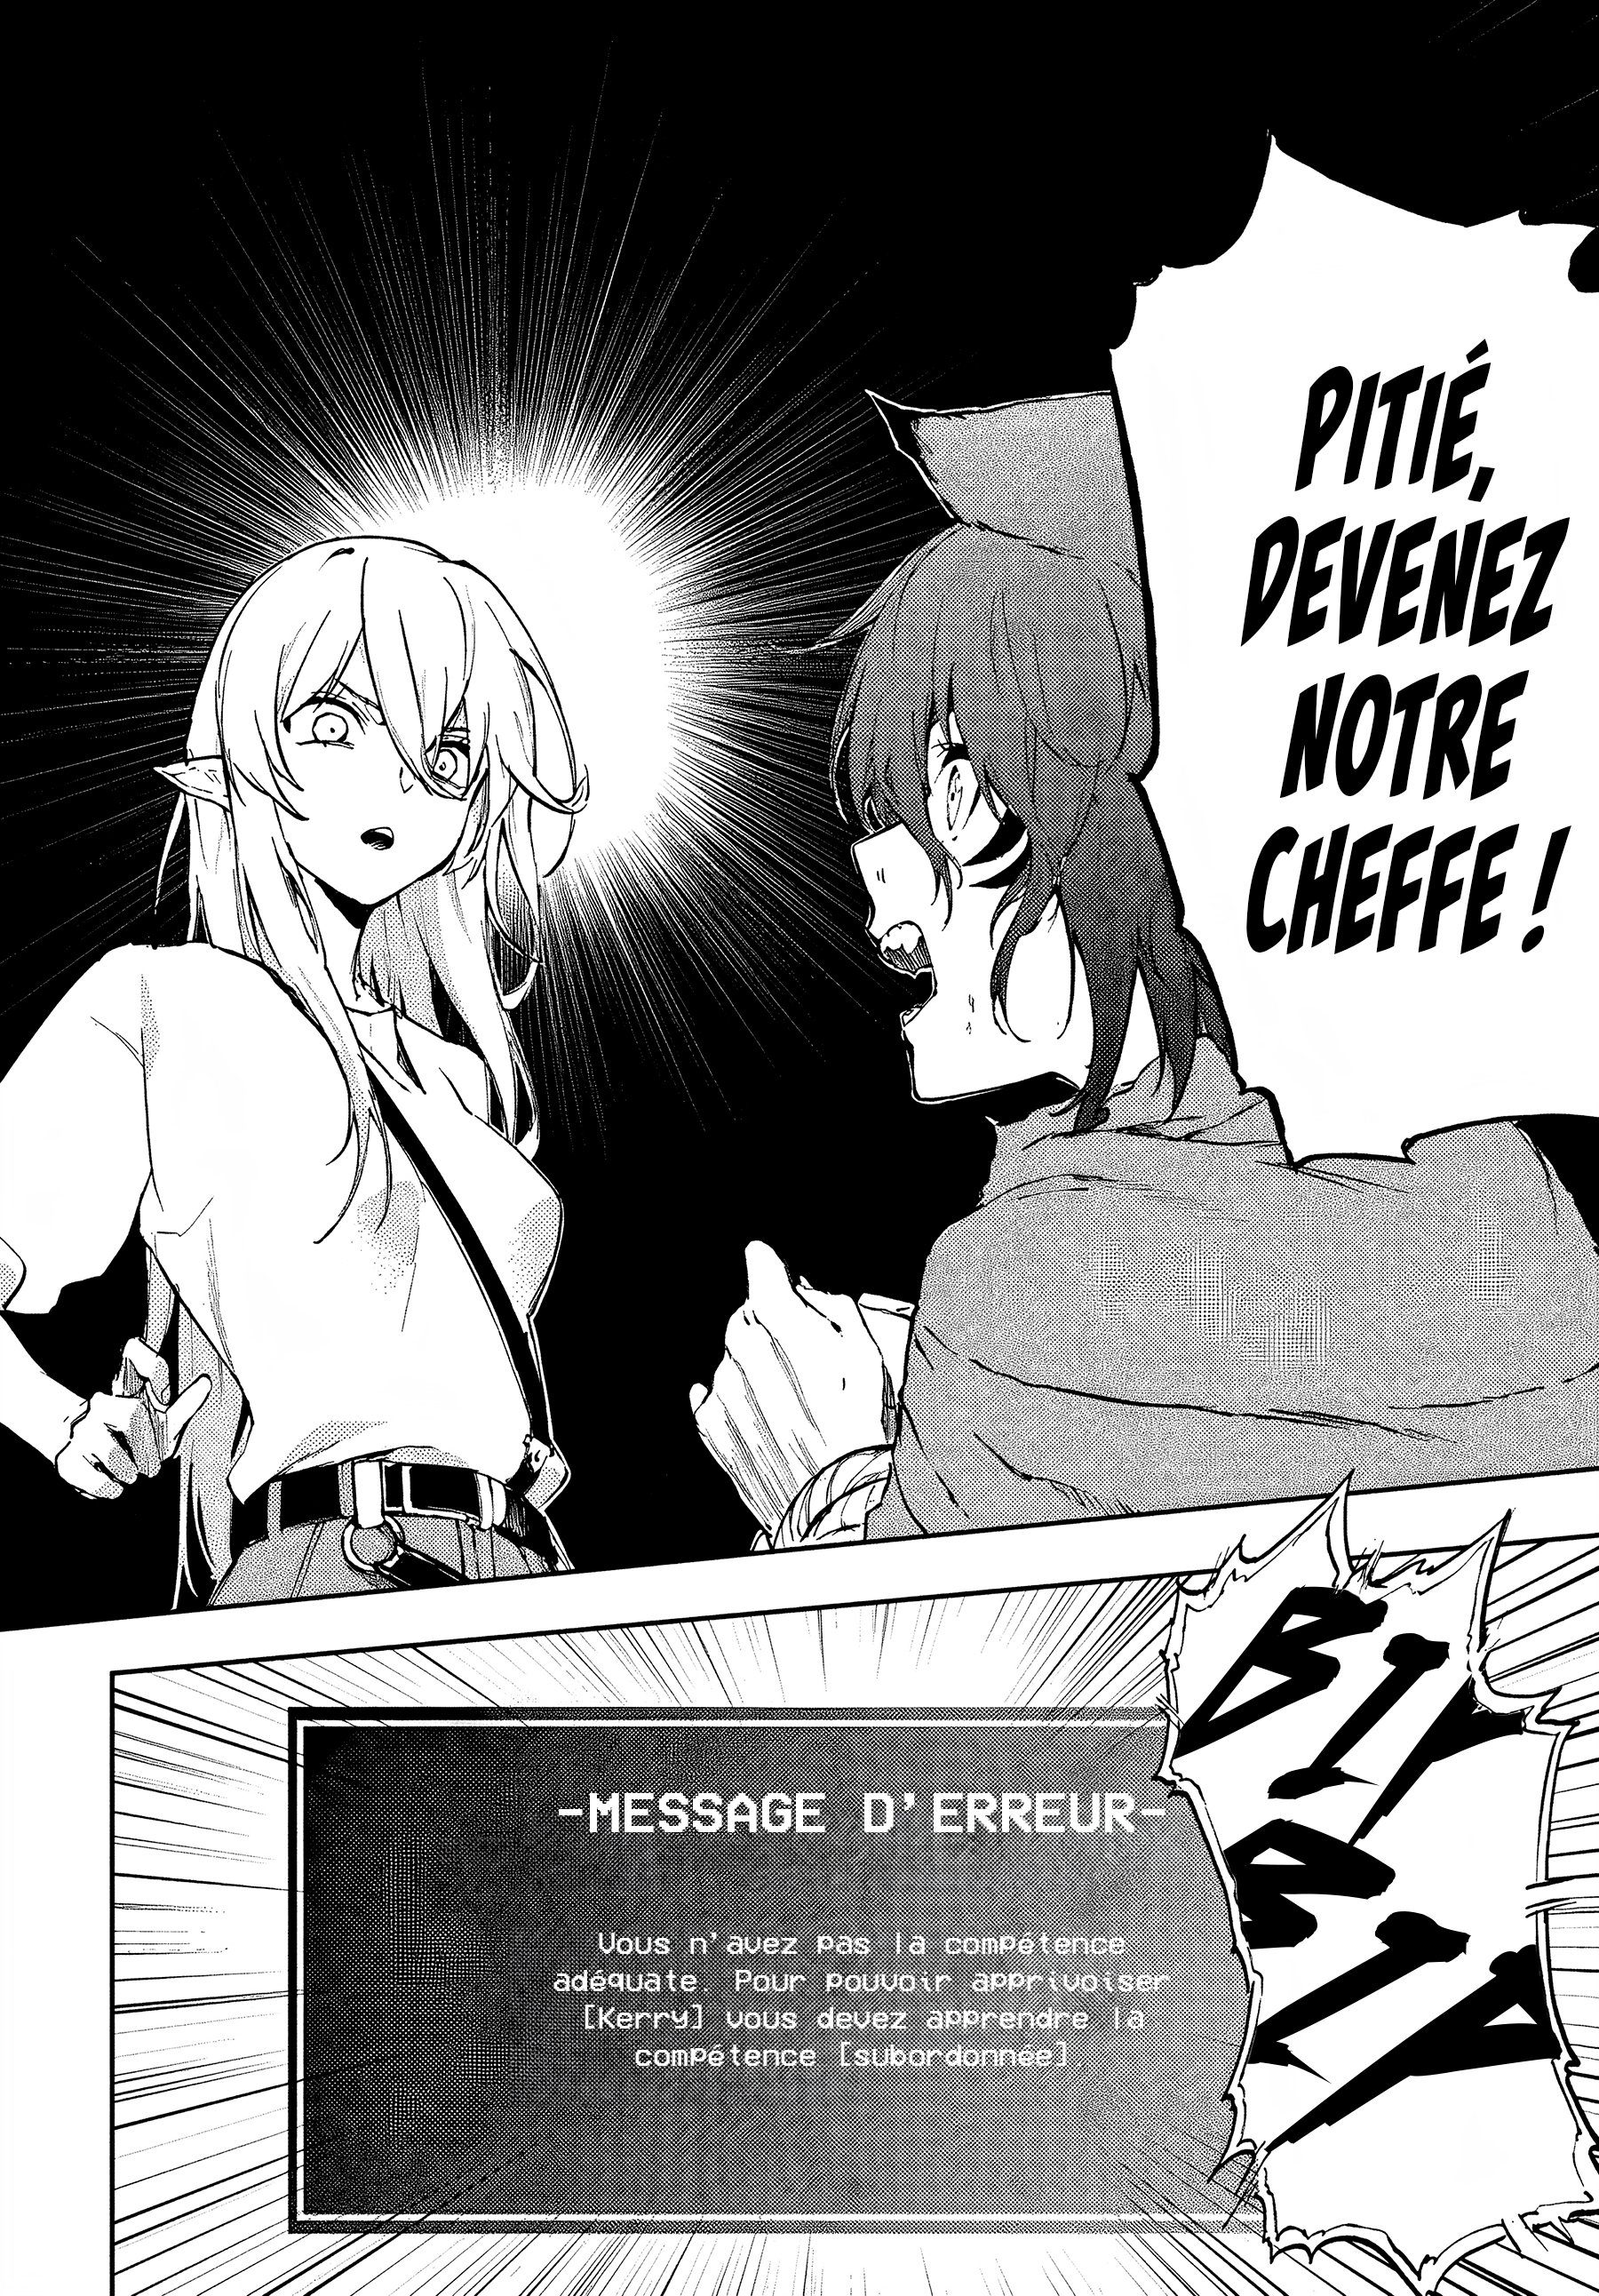 PITIÉ,
DEVENEZ
NOTRE
CHEFFE !
BIP
BIP
-MESSAGE D'ERREUR-
Vous n'avez pas la compétence
adéquate. Pour pouvoir apprivoiser
[Kerry] vous devez apprendre la
compétence [subordonnée].